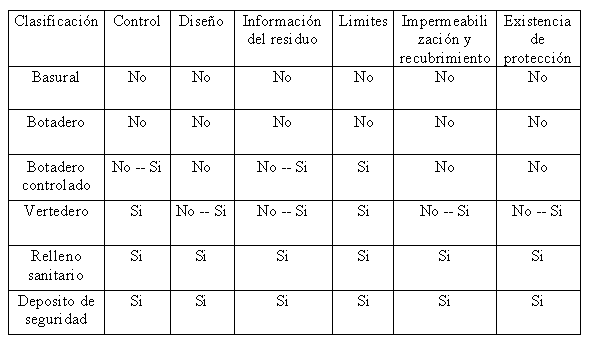 Clasificación Control Diseño Información del residuo Limites Impermeabilización y recubrimiento Existencia de protección
Basural No No No No No No
Botadero No No No No No No
Botadero controlado No -- Si No No -- Si Si No No
Vertedero Si No -- Si No -- Si Si No -- Si No -- Si
Relleno sanitario Si Si Si Si Si Si
Deposito de seguridad Si Si Si Si Si Si